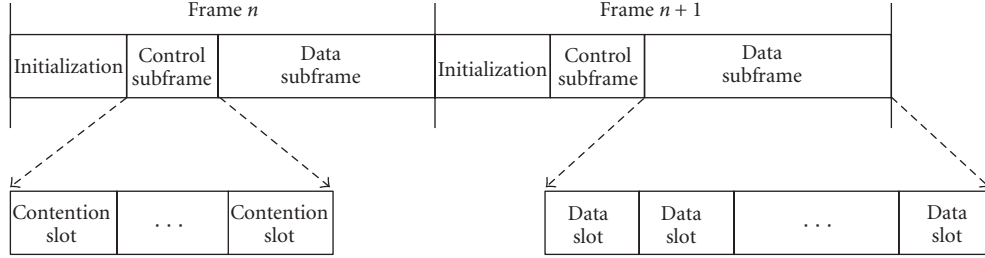 Frame n
Frame n + 1
Initialization
Control
subframe
Data
subframe
Initialization
Control
subframe
Data
subframe
Contention
slot
· · ·
Contention
slot
Data
slot
Data
slot
· · ·
Data
slot